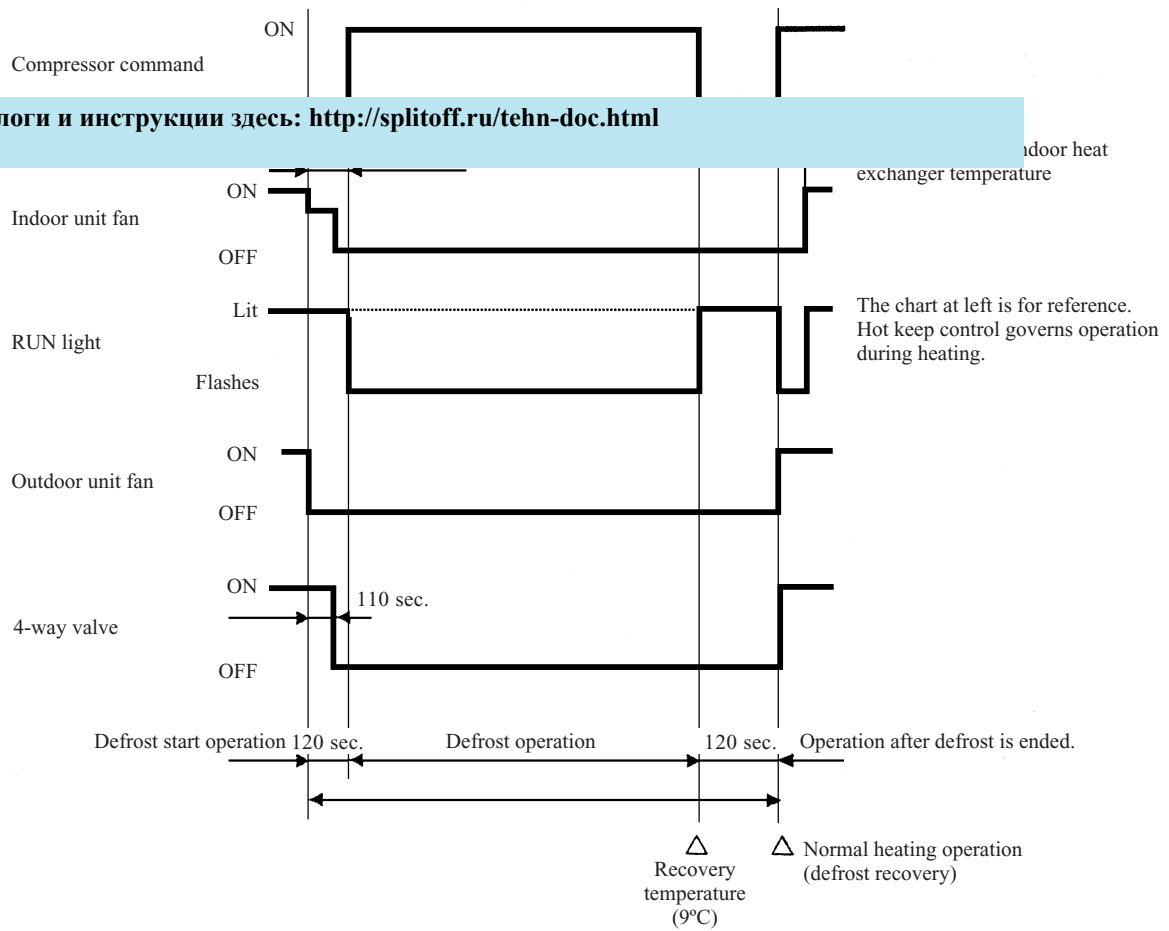 ON
Compressor command
логи и инструкции здесь: http://splitoff.ru/tehn-doc.html
heat
exchanger temperature
ON
Indoor unit fan
OFF
Lit
RUN light
Flashes
The chart at left is for reference.
Hot keep control governs operation
during heating.
ON
Outdoor unit fan
OFF
ON
110 sec.
4-way valve
OFF
Defrost start operation 120 sec. Defrost operation 120 sec. Operation after defrost is ended.
Recovery
temperature
(9ºC)
Normal heating operation
(defrost recovery)